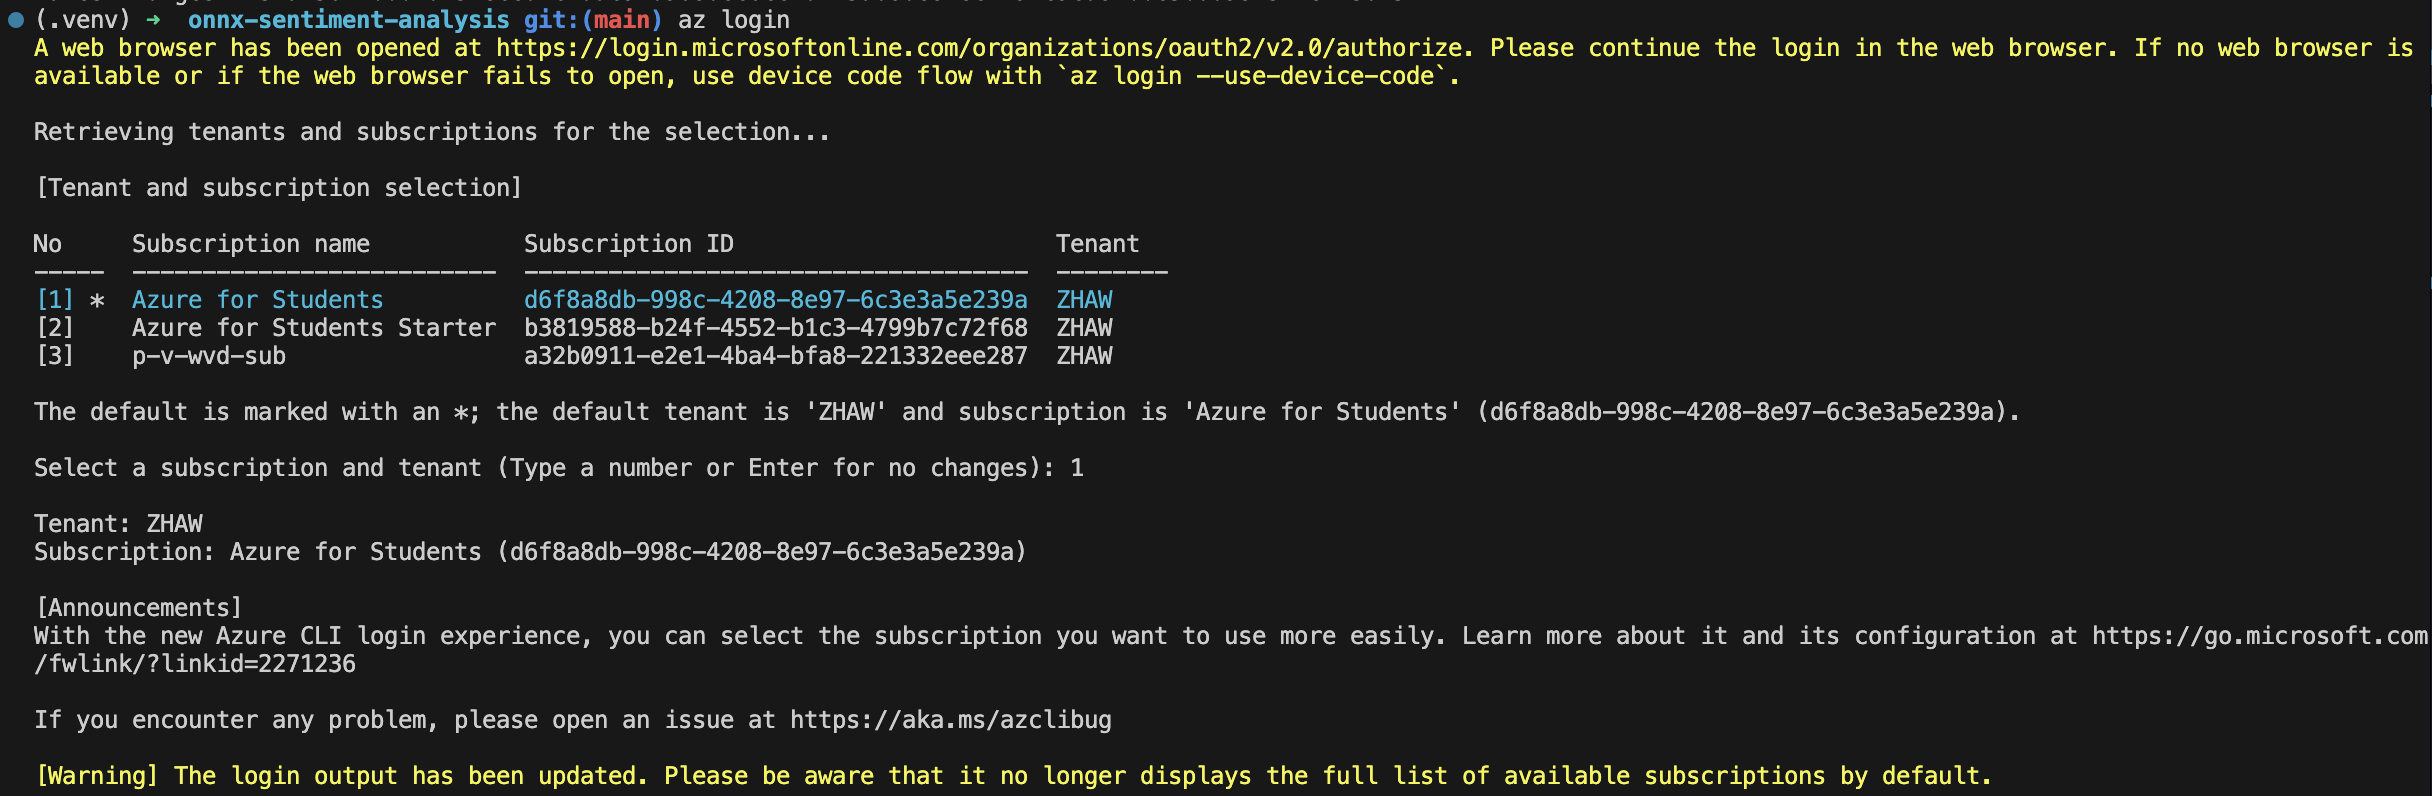 (.venv) ➜  onnx-sentiment-analysis git:(main) az login
A web browser has been opened at https://login.microsoftonline.com/organizations/oauth2/v2.0/authorize. Please continue the login in the web browser. If no web browser is
available or if the web browser fails to open, use device code flow with `az login --use-device-code`.
Retrieving tenants and subscriptions for the selection...
[Tenant and subscription selection]
No     Subscription name           Subscription ID                       Tenant
-----  --------------------------  ------------------------------------  --------
[1] *  Azure for Students          d6f8a8db-998c-4208-8e97-6c3e3a5e239a  ZHAW
[2]    Azure for Students Starter  b3819588-b24f-4552-b1c3-4799b7c72f68  ZHAW
[3]    p-v-wvd-sub                 a32b0911-e2e1-4ba4-bfa8-221332eee287  ZHAW
The default is marked with an *; the default tenant is 'ZHAW' and subscription is 'Azure for Students' (d6f8a8db-998c-4208-8e97-6c3e3a5e239a).
Select a subscription and tenant (Type a number or Enter for no changes): 1
Tenant: ZHAW
Subscription: Azure for Students (d6f8a8db-998c-4208-8e97-6c3e3a5e239a)
[Announcements]
With the new Azure CLI login experience, you can select the subscription you want to use more easily. Learn more about it and its configuration at https://go.microsoft.com
/fwlink/?linkid=2271236
If you encounter any problem, please open an issue at https://aka.ms/azclibug
[Warning] The login output has been updated. Please be aware that it no longer displays the full list of available subscriptions by default.